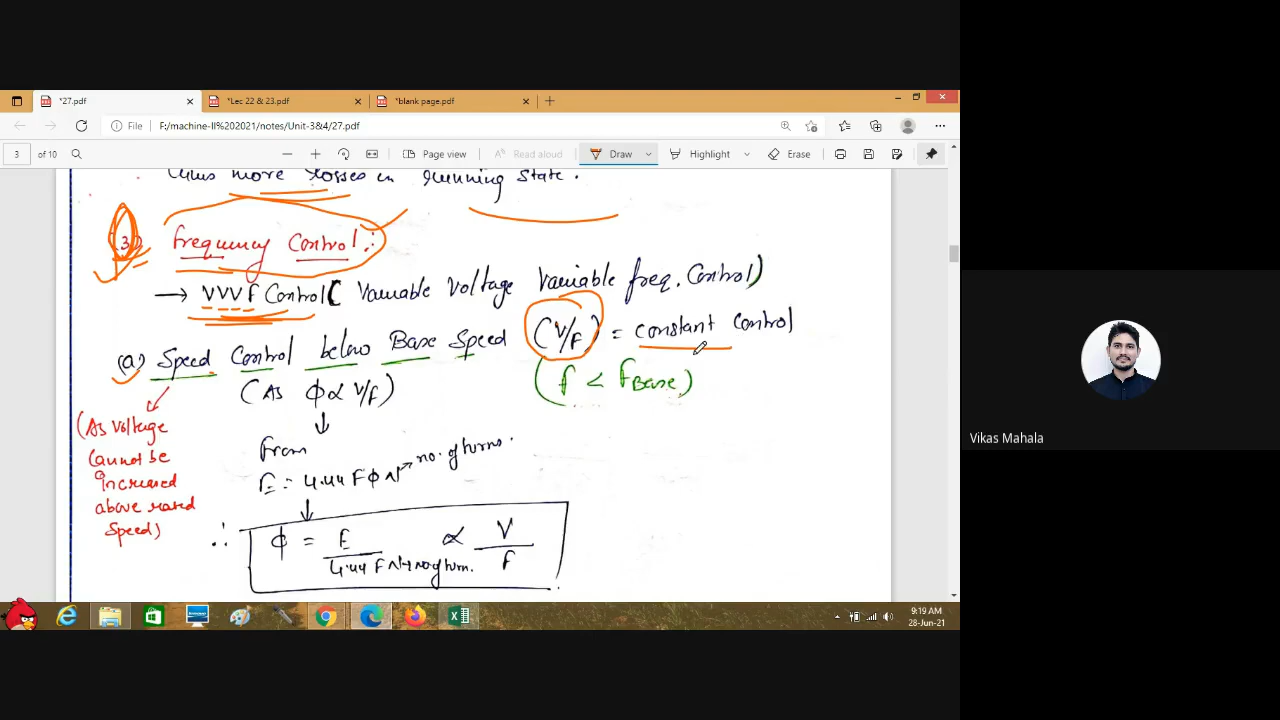 *27.pdf
*Lec 22 & 23.pdf
*blank page.pdf
File
F:/machine-II%202021/notes/Unit-3&4/27.pdf
3 of 10
Page view
Read aloud
Draw
Highlight
Erase
more losses in running state.
(3) Frequency Control :
→ VVVf Control ( Variable Voltage Variable freq. Control)
(a) Speed Control below Base Speed (V/F) = constant control
(As φ ∝ V/f)
(f < FBase)
(As voltage cannot be increased above rated speed)
↓
From
E = 4.44 F φ N → no. of turns.
↓
∴ φ = E / 4.44 F N → no of turn. ∝ V / f
Vikas Mahala
9:19 AM
28-Jun-21